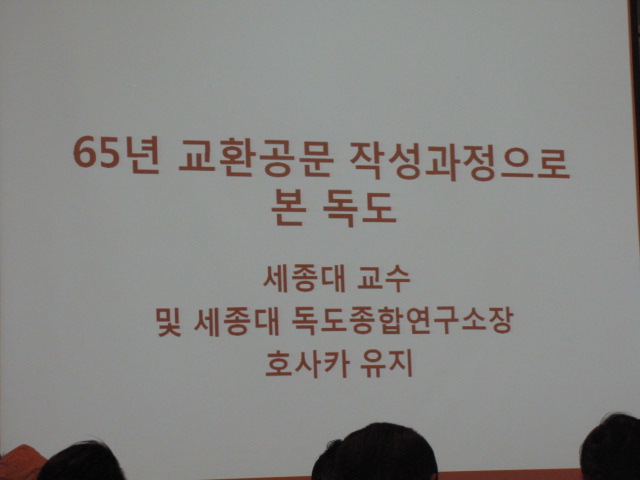 65년 교환공문 작성과정으로
본 독도
세종대 교수
및 세종대 독도종합연구소장
호사카 유지